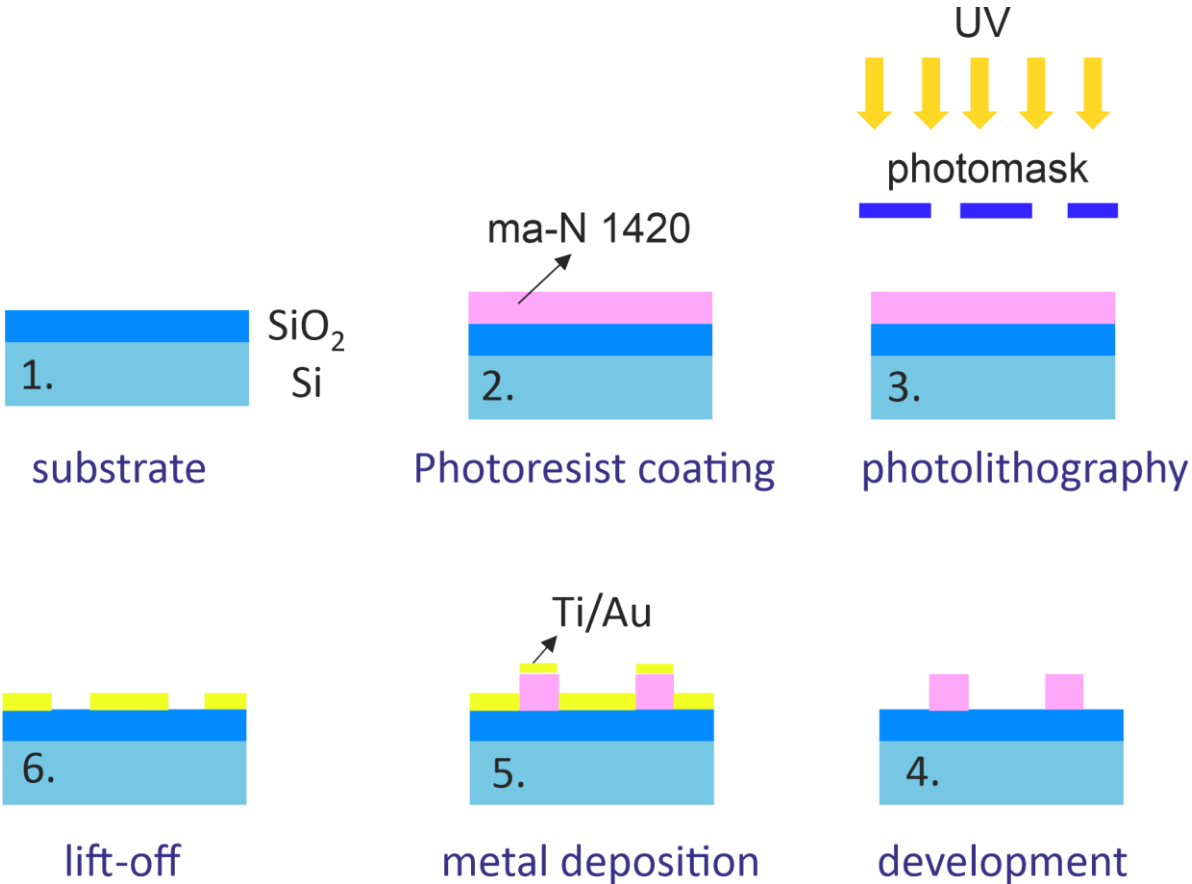 UV
photomask
ma-N 1420
SiO₂
Si
1.
2.
3.
substrate
Photoresist coating
photolithography
Ti/Au
6.
5.
4.
lift-off
metal deposition
development